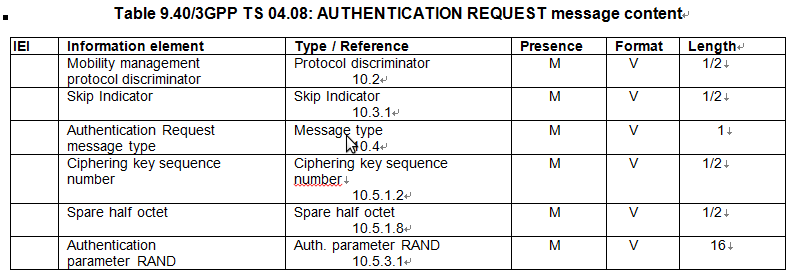 Table 9.40/3GPP TS 04.08: AUTHENTICATION REQUEST message content
IEI Information element Type / Reference Presence Format Length
Mobility management protocol discriminator Protocol discriminator 10.2 M V 1/2
Skip Indicator Skip Indicator 10.3.1 M V 1/2
Authentication Request message type Message type 10.4 M V 1
Ciphering key sequence number Ciphering key sequence number 10.5.1.2 M V 1/2
Spare half octet Spare half octet 10.5.1.8 M V 1/2
Authentication parameter RAND Auth. parameter RAND 10.5.3.1 M V 16